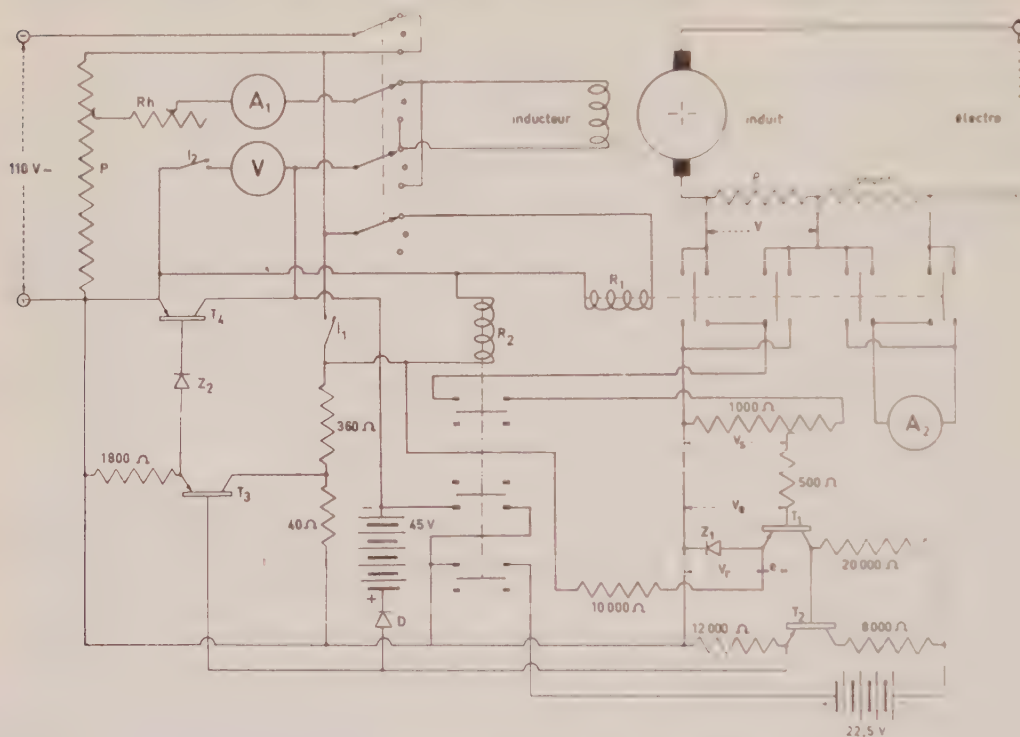 Rh
A₁
inducteur
induit
électro
I₂
V
P
110 V
V
R₁
T₄
I₁
R₂
Z₂
1000 Ω
A₂
360 Ω
Vs
1800 Ω
500 Ω
T₃
T₁
40 Ω
45 V
Z₁
Vr
e
20 000 Ω
10 000 Ω
T₂
D
12 000 Ω
8000 Ω
22,5 V